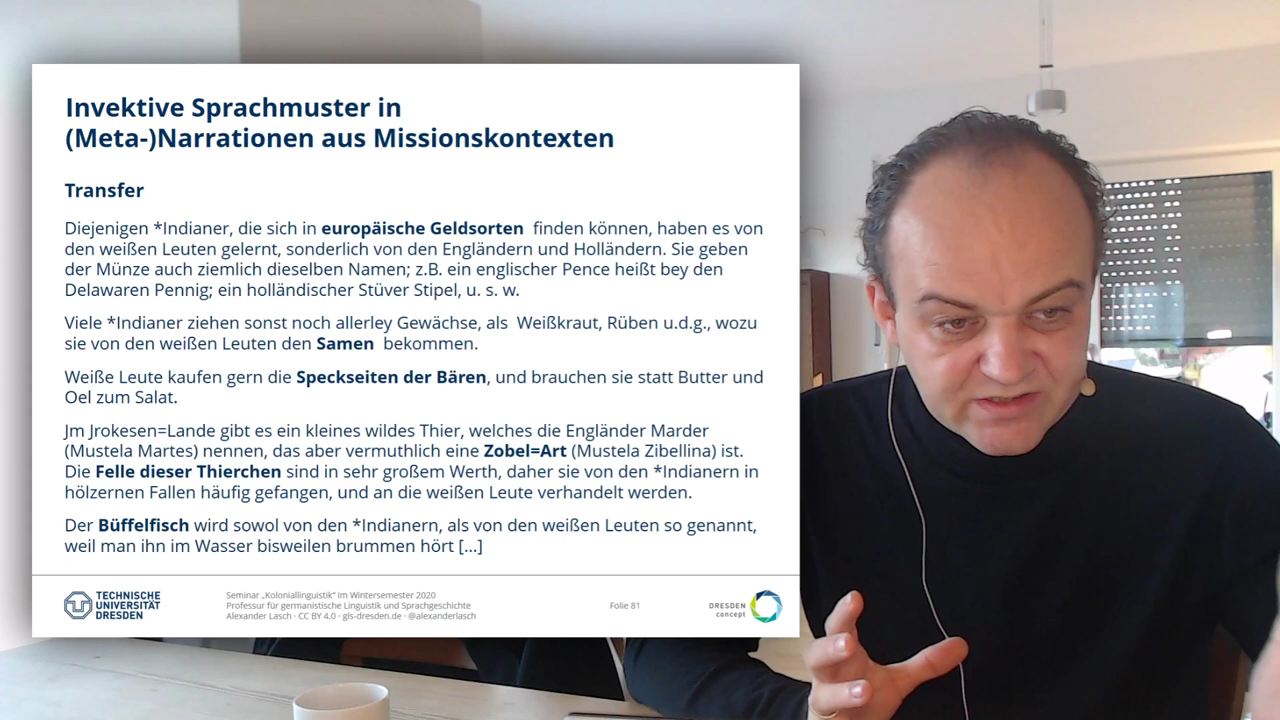 Invektive Sprachmuster in
(Meta-)Narrationen aus Missionskontexten
Transfer
Diejenigen *Indianer, die sich in europäische Geldsorten finden können, haben es von
den weißen Leuten gelernt, sonderlich von den Engländern und Holländern. Sie geben
der Münze auch ziemlich dieselben Namen; z.B. ein englischer Pence heißt bey den
Delawaren Pennig; ein holländischer Stüver Stipel, u. s. w.
Viele *Indianer ziehen sonst noch allerley Gewächse, als Weißkraut, Rüben u.d.g., wozu
sie von den weißen Leuten den Samen bekommen.
Weiße Leute kaufen gern die Speckseiten der Bären, und brauchen sie statt Butter und
Oel zum Salat.
Jm Jrokesen=Lande gibt es ein kleines wildes Thier, welches die Engländer Marder
(Mustela Martes) nennen, das aber vermuthlich eine Zobel=Art (Mustela Zibellina) ist.
Die Felle dieser Thierchen sind in sehr großem Werth, daher sie von den *Indianern in
hölzernen Fallen häufig gefangen, und an die weißen Leute verhandelt werden.
Der Büffelfisch wird sowol von den *Indianern, als von den weißen Leuten so genannt,
weil man ihn im Wasser bisweilen brummen hört [...]
TECHNISCHE
UNIVERSITÄT
DRESDEN
Seminar „Koloniallinguistik" im Wintersemester 2020
Professur für germanistische Linguistik und Sprachgeschichte
Alexander Lasch · CC BY 4.0 · gls-dresden.de · @alexanderlasch
Folie 81
DRESDEN
concept